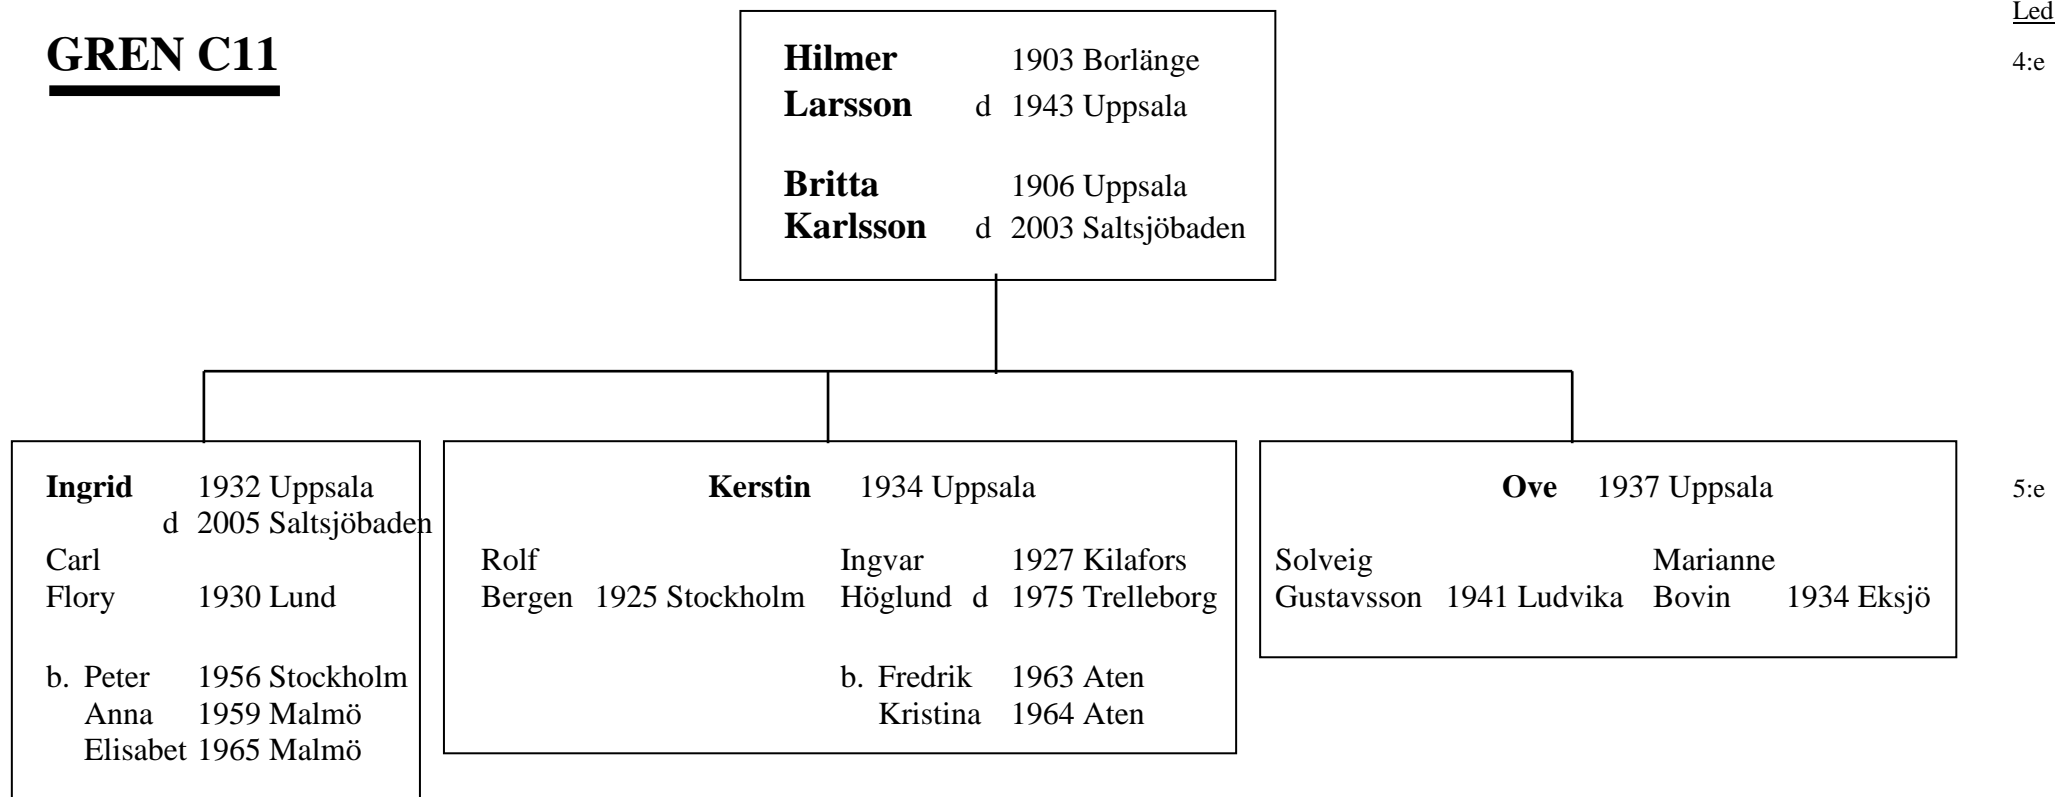 Led
GREN C11
Hilmer 1903 Borlänge
4:e
Larsson d 1943 Uppsala
Britta 1906 Uppsala
Karlsson d 2003 Saltsjöbaden
Ingrid 1932 Uppsala
d 2005 Saltsjöbaden
Carl
Flory 1930 Lund
b. Peter 1956 Stockholm
Anna 1959 Malmö
Elisabet 1965 Malmö
Kerstin 1934 Uppsala
Rolf
Bergen 1925 Stockholm
Ingvar 1927 Kilafors
Höglund d 1975 Trelleborg
b. Fredrik 1963 Aten
Kristina 1964 Aten
Ove 1937 Uppsala
Solveig
Gustavsson 1941 Ludvika
Marianne
Bovin 1934 Eksjö
5:e